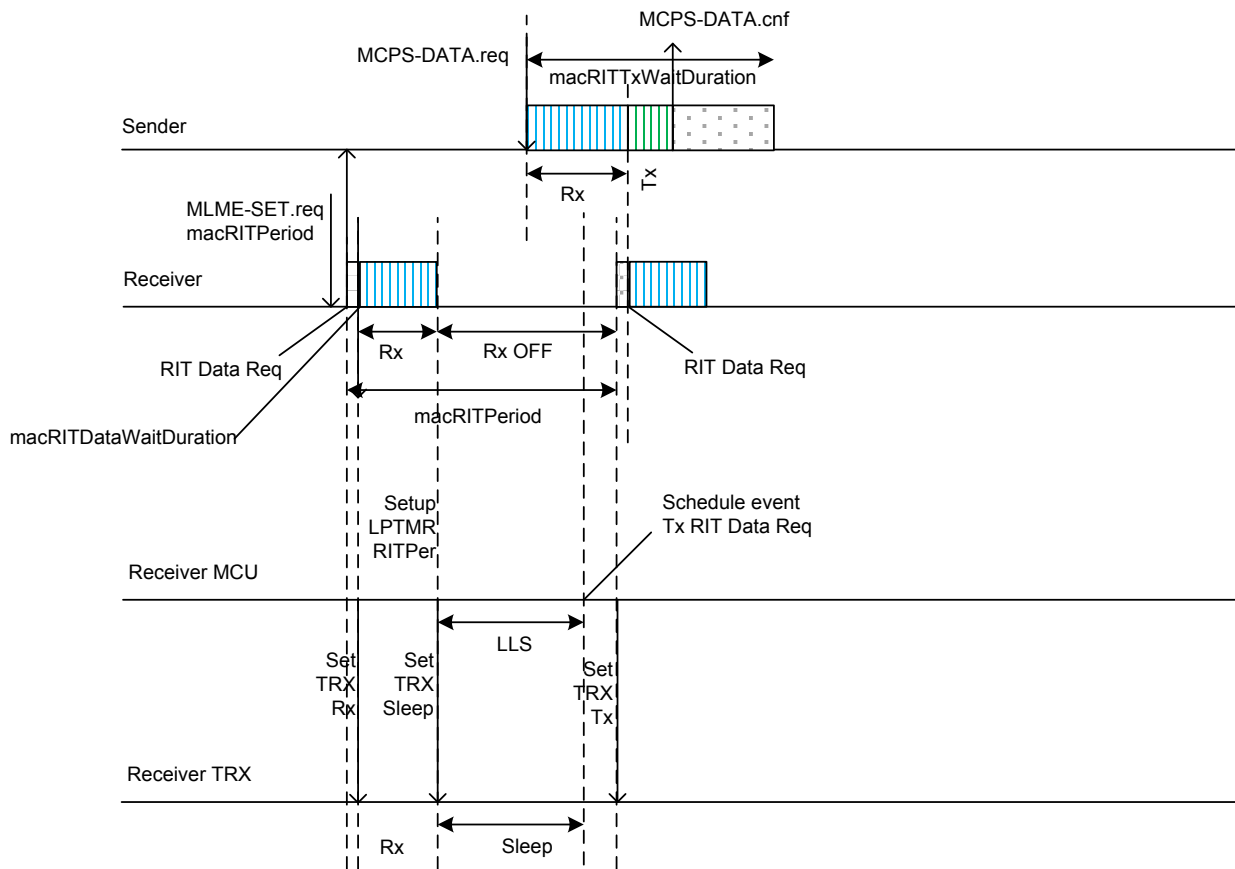 MCPS-DATA.cnf
MCPS-DATA.req
macRITTxWaitDuration
Sender
Rx
Tx
MLME-SET.req
macRITPeriod
Receiver
Rx
Rx OFF
RIT Data Req
RIT Data Req
macRITPeriod
macRITDataWaitDuration
Setup
LPTMR
RITPer
Schedule event
Tx RIT Data Req
Receiver MCU
LLS
Set
TRX
Rx
Set
TRX
Sleep
Set
TRX
Tx
Receiver TRX
Rx
Sleep